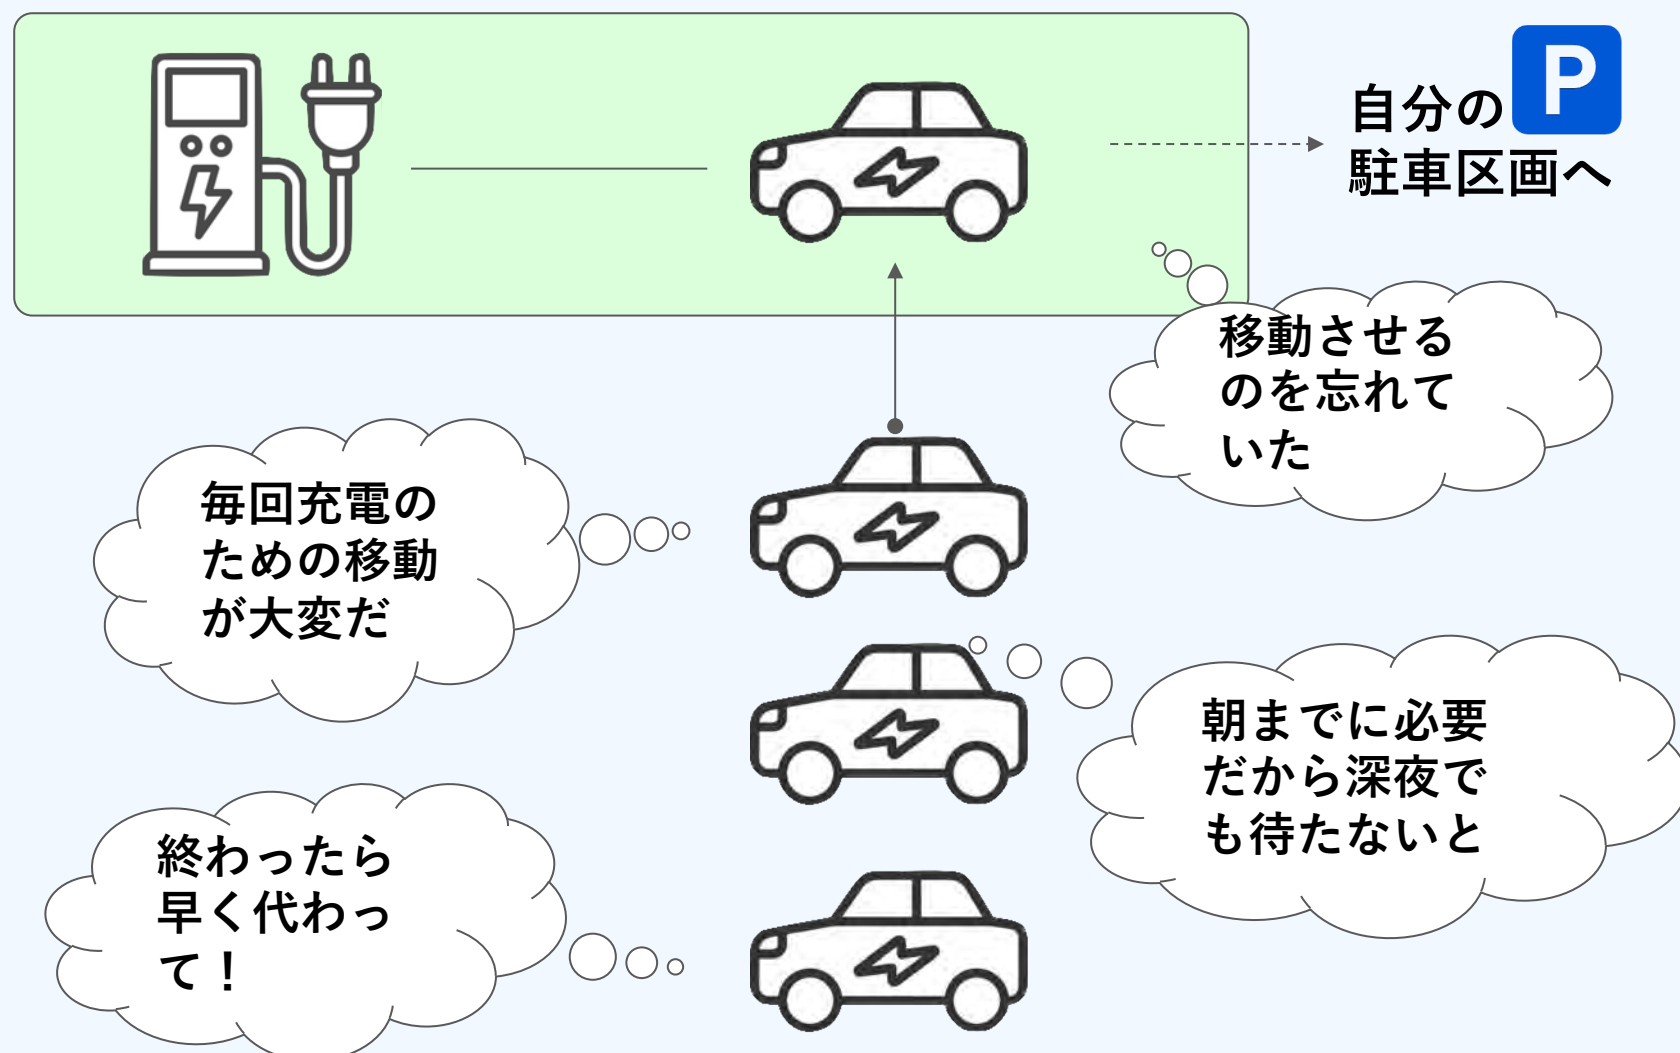 P
自分の
駐車区画へ
移動させる
のを忘れて
いた
毎回充電の
ための移動
が大変だ
朝までに必要
だから深夜で
も待たないと
終わったら
早く代わっ
て！